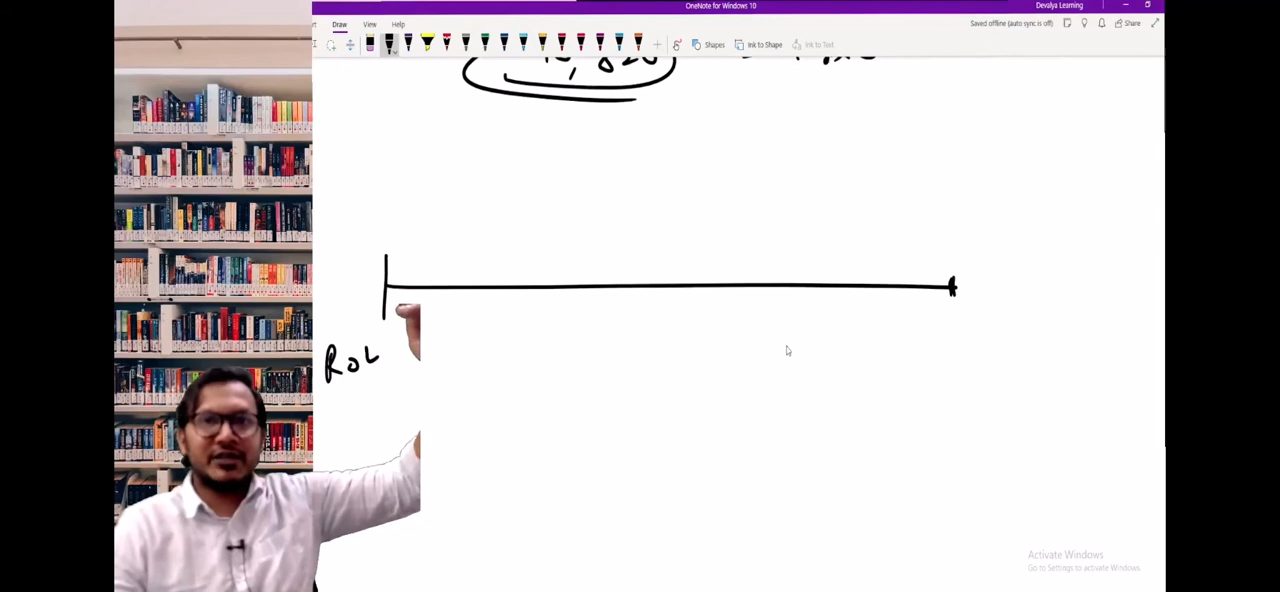 OneNote for Windows 10
Devalya Learning
Draw View Help
Saved offline (auto sync is off)
Share
Shapes
Ink to Shape
Ink to Text
ROL
Activate Windows
Go to Settings to activate Windows.